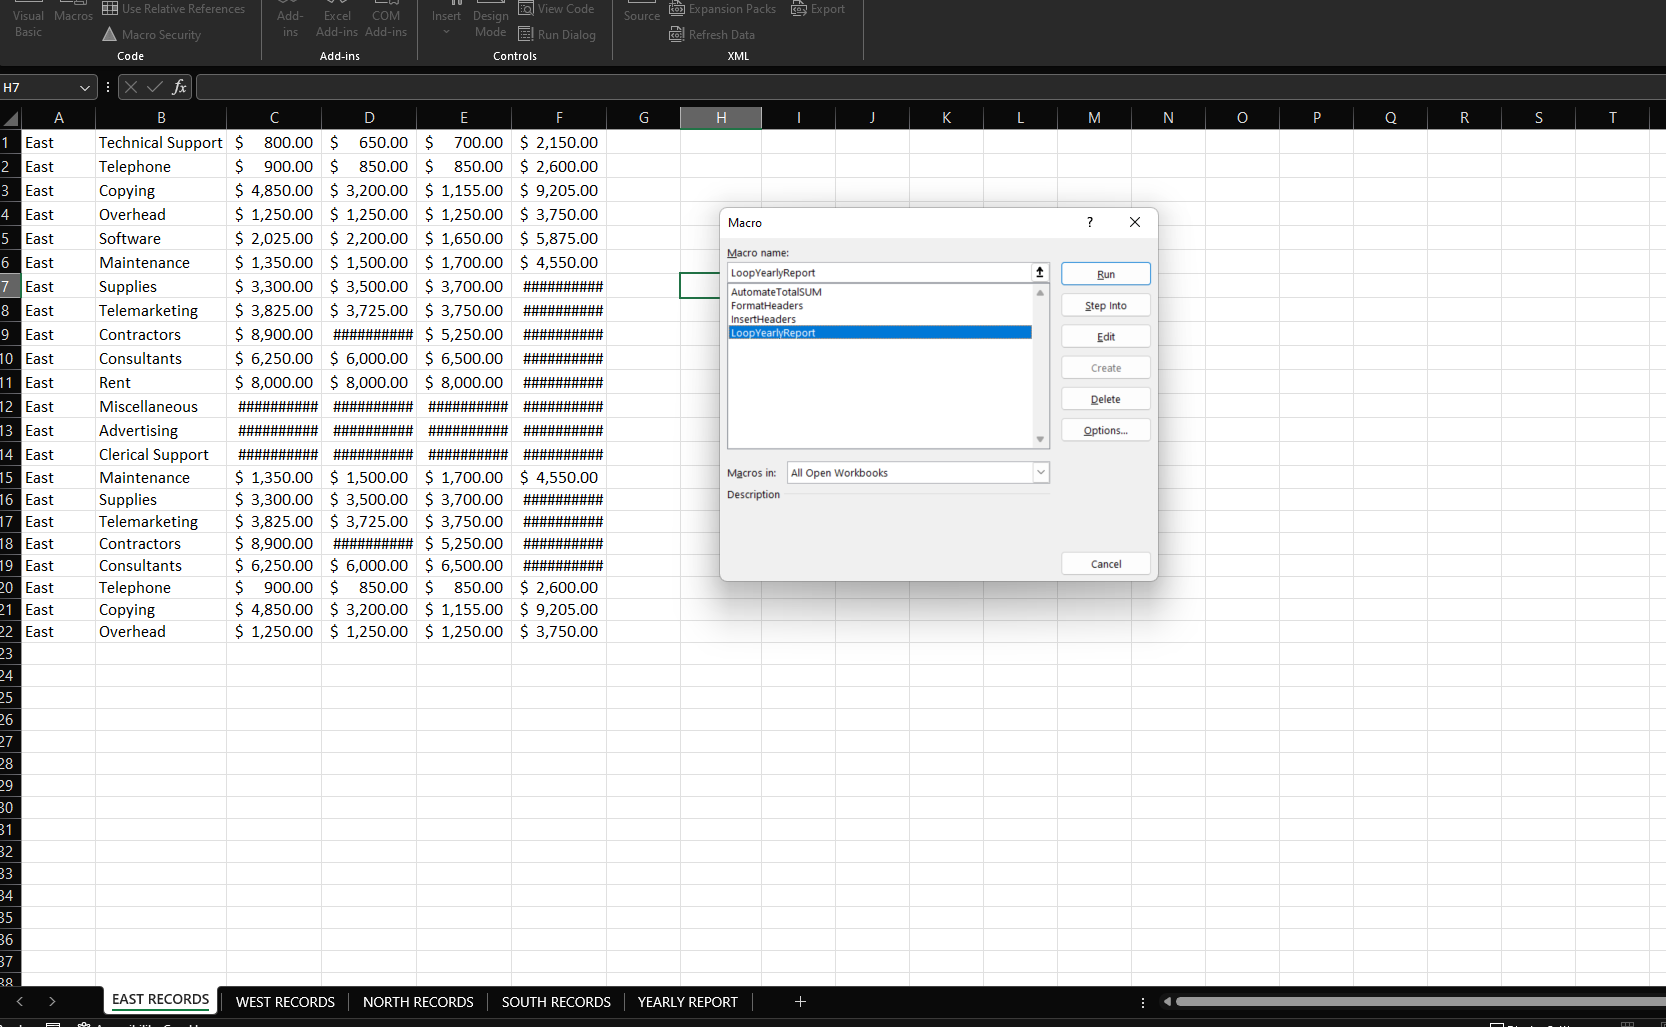 Visual Basic
Macros
Use Relative References
Macro Security
Code
Add-ins
Excel Add-ins
COM Add-ins
Add-ins
Insert
Design Mode
View Code
Run Dialog
Controls
Source
Expansion Packs
Refresh Data
Export
XML
H7 fx
A B C D E F G H I J K L M N O P Q R S T
1 East Technical Support $ 800.00 $ 650.00 $ 700.00 $ 2,150.00
2 East Telephone $ 900.00 $ 850.00 $ 850.00 $ 2,600.00
3 East Copying $ 4,850.00 $ 3,200.00 $ 1,155.00 $ 9,205.00
4 East Overhead $ 1,250.00 $ 1,250.00 $ 1,250.00 $ 3,750.00
5 East Software $ 2,025.00 $ 2,200.00 $ 1,650.00 $ 5,875.00
6 East Maintenance $ 1,350.00 $ 1,500.00 $ 1,700.00 $ 4,550.00
7 East Supplies $ 3,300.00 $ 3,500.00 $ 3,700.00 ##########
8 East Telemarketing $ 3,825.00 $ 3,725.00 $ 3,750.00 ##########
9 East Contractors $ 8,900.00 ########## $ 5,250.00 ##########
10 East Consultants $ 6,250.00 $ 6,000.00 $ 6,500.00 ##########
11 East Rent $ 8,000.00 $ 8,000.00 $ 8,000.00 ##########
12 East Miscellaneous ########## ########## ########## ##########
13 East Advertising ########## ########## ########## ##########
14 East Clerical Support ########## ########## ########## ##########
15 East Maintenance $ 1,350.00 $ 1,500.00 $ 1,700.00 $ 4,550.00
16 East Supplies $ 3,300.00 $ 3,500.00 $ 3,700.00 ##########
17 East Telemarketing $ 3,825.00 $ 3,725.00 $ 3,750.00 ##########
18 East Contractors $ 8,900.00 ########## $ 5,250.00 ##########
19 East Consultants $ 6,250.00 $ 6,000.00 $ 6,500.00 ##########
20 East Telephone $ 900.00 $ 850.00 $ 850.00 $ 2,600.00
21 East Copying $ 4,850.00 $ 3,200.00 $ 1,155.00 $ 9,205.00
22 East Overhead $ 1,250.00 $ 1,250.00 $ 1,250.00 $ 3,750.00
23
24
25
26
27
28
29
30
31
32
33
34
35
36
37
38
Macro ?
Macro name:
LoopYearlyReport
AutomateTotalSUM
FormatHeaders
InsertHeaders
LoopYearlyReport
Run
Step Into
Edit
Create
Delete
Options...
Macros in: All Open Workbooks
Description
Cancel
EAST RECORDS WEST RECORDS NORTH RECORDS SOUTH RECORDS YEARLY REPORT +